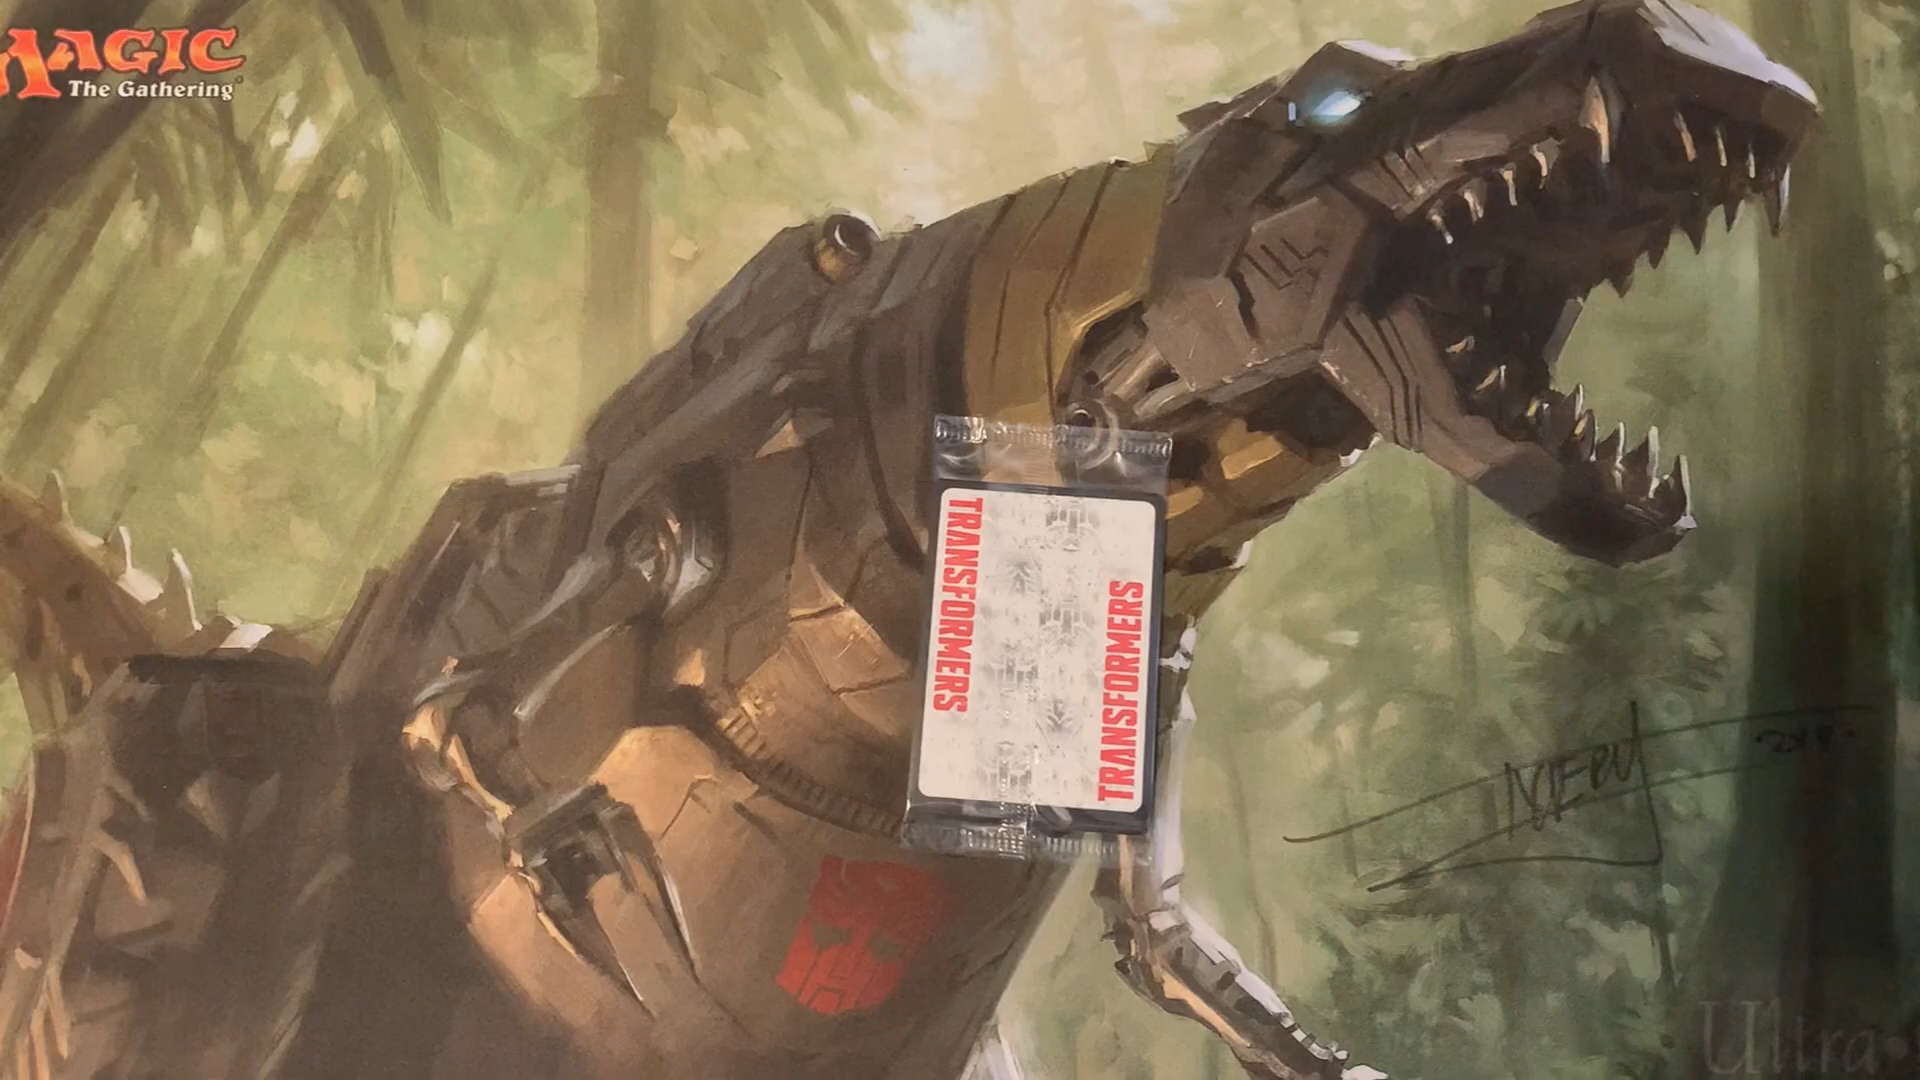 MAGIC
The Gathering
TRANSFORMERS
TRANSFORMERS
Ultra